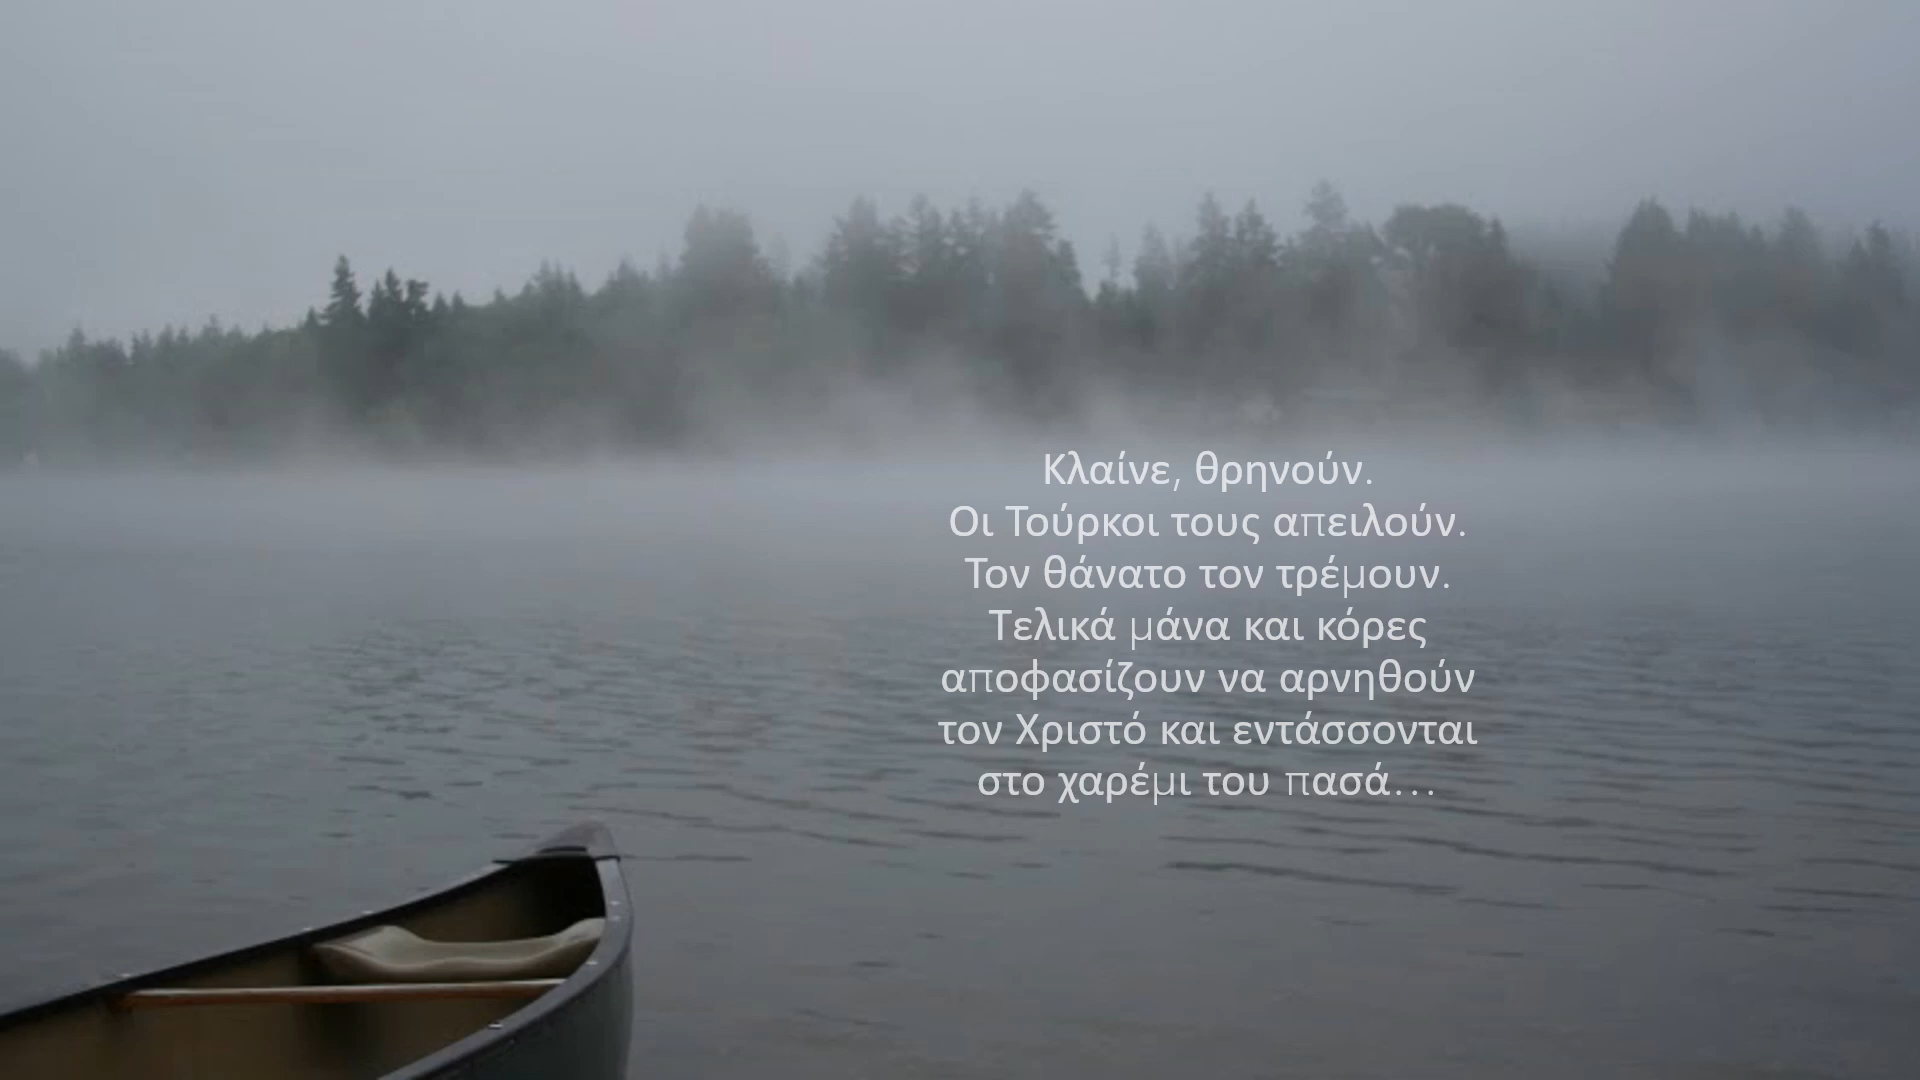 Κλαίνε, θρηνούν.
Οι Τούρκοι τους απειλούν.
Τον θάνατο τον τρέμουν.
Τελικά μάνα και κόρες
αποφασίζουν να αρνηθούν
τον Χριστό και εντάσσονται
στο χαρέμι του πασά...